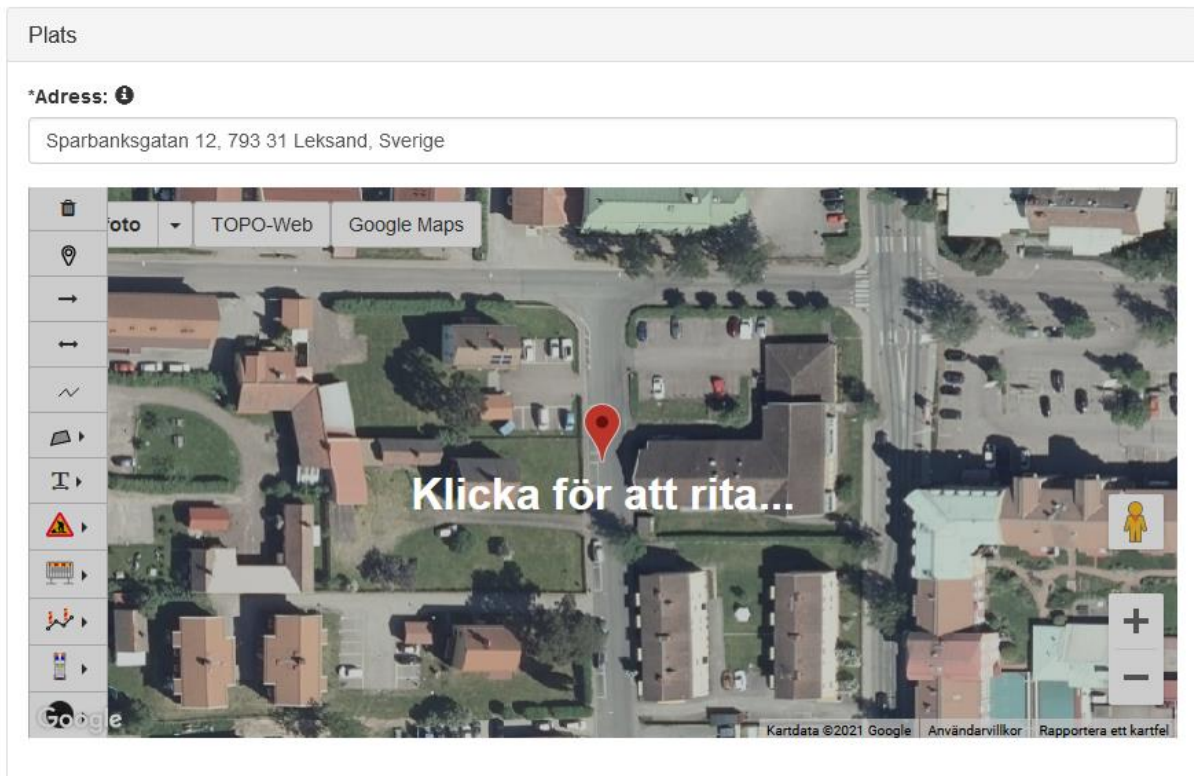 Plats
*Adress:
Sparbanksgatan 12, 793 31 Leksand, Sverige
foto TOPO-Web Google Maps
Klicka för att rita...
T
Google
Kartdata ©2021 Google Användarvillkor Rapportera ett kartfel